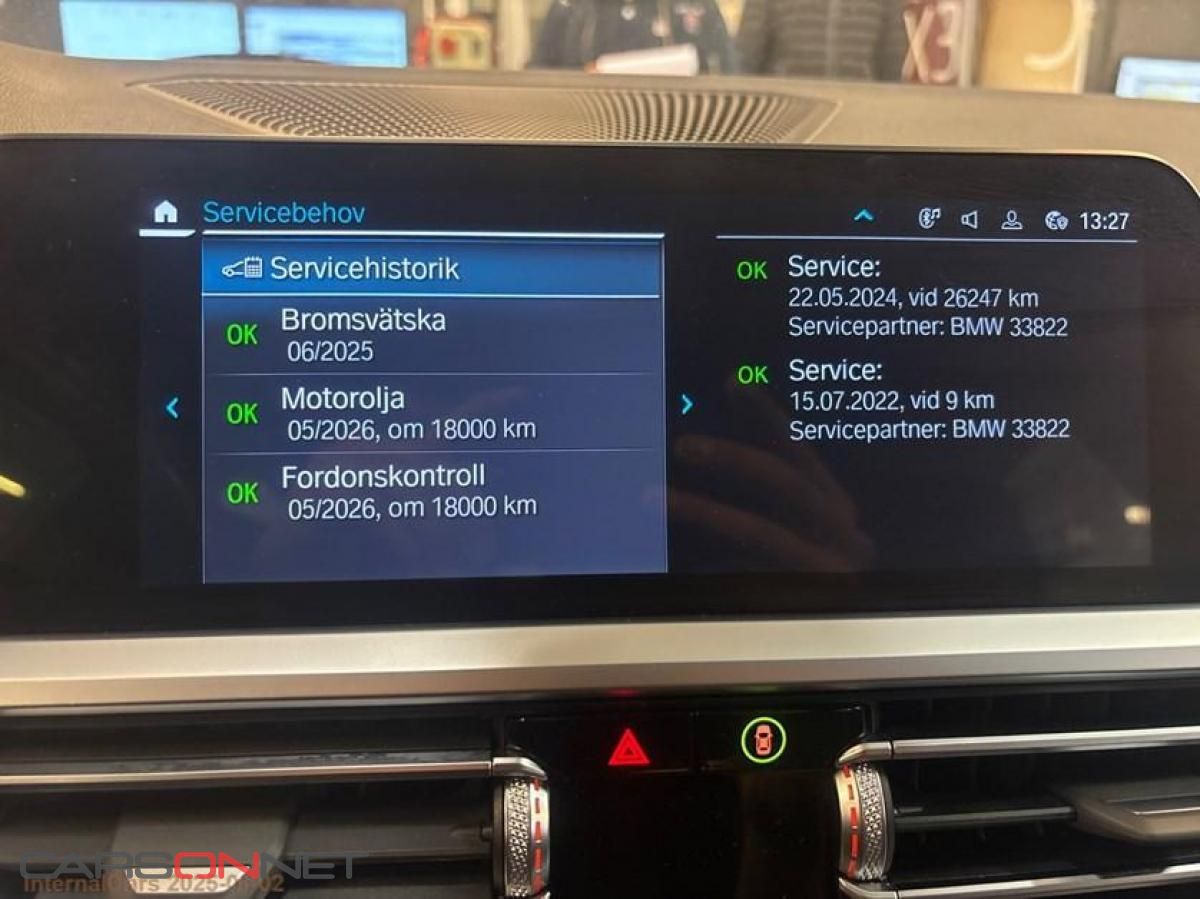 X3
Servicebehov
13:27
Servicehistorik
OK Bromsvätska
06/2025
OK Motorolja
05/2026, om 18000 km
OK Fordonskontroll
05/2026, om 18000 km
OK Service:
22.05.2024, vid 26247 km
Servicepartner: BMW 33822
OK Service:
15.07.2022, vid 9 km
Servicepartner: BMW 33822
CARSONNET